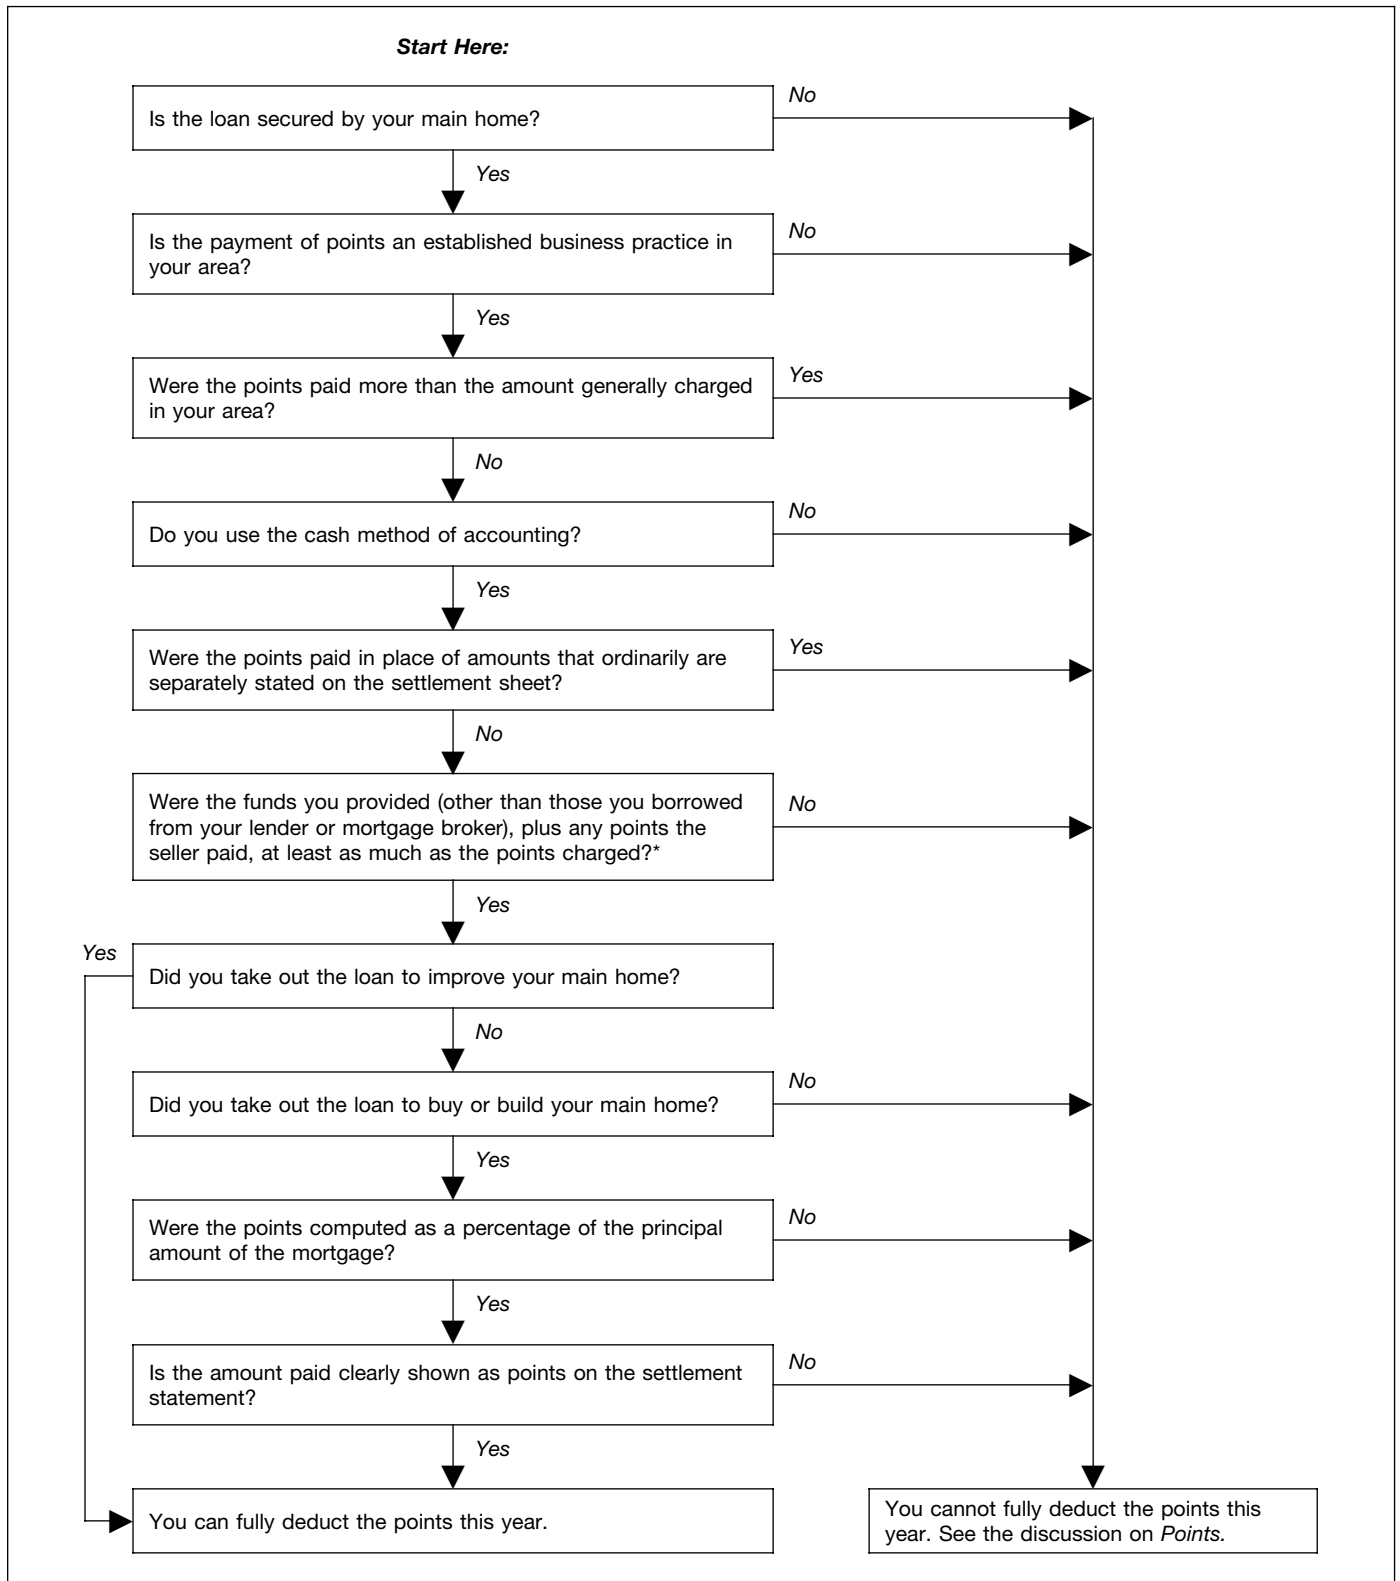 Start Here:
Is the loan secured by your main home?
No
Yes
Is the payment of points an established business practice in
your area?
No
Yes
Were the points paid more than the amount generally charged
in your area?
Yes
No
Do you use the cash method of accounting?
No
Yes
Were the points paid in place of amounts that ordinarily are
separately stated on the settlement sheet?
Yes
No
Were the funds you provided (other than those you borrowed
from your lender or mortgage broker), plus any points the
seller paid, at least as much as the points charged?*
No
Yes
Yes
Did you take out the loan to improve your main home?
No
Did you take out the loan to buy or build your main home?
No
Yes
Were the points computed as a percentage of the principal
amount of the mortgage?
No
Yes
Is the amount paid clearly shown as points on the settlement
statement?
No
Yes
You can fully deduct the points this year.
You cannot fully deduct the points this
year. See the discussion on Points.